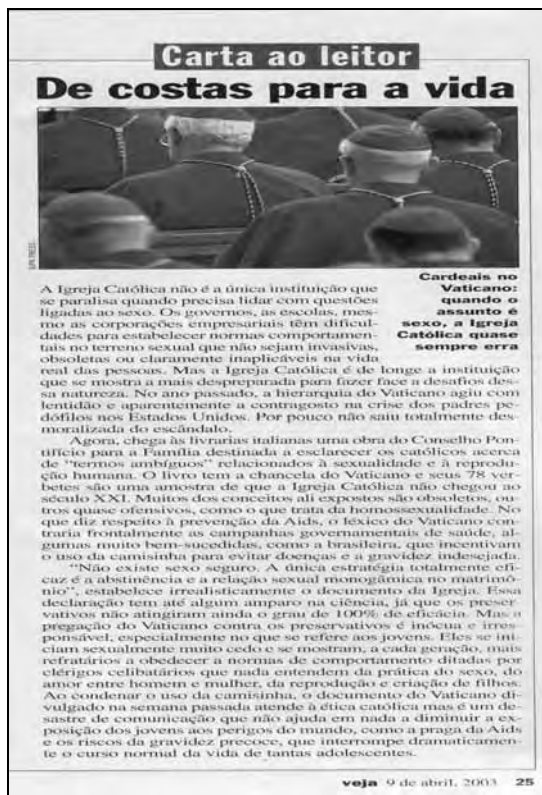 Carta ao leitor
De costas para a vida
Cardeais no
Vaticano:
quando o
assunto é
sexo, a Igreja
Católica quase
sempre erra
A Igreja Católica não é a única instituição que
se paralisa quando precisa lidar com questões
ligadas ao sexo. Os governos, as escolas, mes-
mo as corporações empresariais têm dificul-
dades para estabelecer normas comportamen-
tais no terreno sexual que não sejam invasivas,
obsoletas ou claramente inaplicáveis na vida
real das pessoas. Mas a Igreja Católica é de longe a instituição
que se mostra a mais despreparada para fazer face a desafios des-
sa natureza. No ano passado, a hierarquia do Vaticano agiu com
lentidão e aparentemente a contragosto na crise dos padres pe-
dófilos nos Estados Unidos. Por pouco não saiu totalmente des-
moralizada do escândalo.
Agora, chega às livrarias italianas uma obra do Conselho Pon-
tifício para a Família destinada a esclarecer os católicos acerca
de "termos ambíguos" relacionados à sexualidade e à reprodu-
ção humana. O livro tem a chancela do Vaticano e seus 78 ver-
betes são uma amostra de que a Igreja Católica não chegou ao
século XXI. Muitos dos conceitos ali expostos são obsoletos, ou-
tros quase ofensivos, como o que trata da homossexualidade. No
que diz respeito à prevenção da Aids, o léxico do Vaticano con-
traria frontalmente as campanhas governamentais de saúde, al-
gumas muito bem-sucedidas, como a brasileira, que incentivam
o uso da camisinha para evitar doenças e a gravidez indesejada.
"Não existe sexo seguro. A única estratégia totalmente efi-
caz é a abstinência e a relação sexual monogâmica no matrimô-
nio", estabelece irrealisticamente o documento da Igreja. Essa
declaração tem até algum amparo na ciência, já que os preser-
vativos não atingiram ainda o grau de 100% de eficácia. Mas a
pregação do Vaticano contra os preservativos é inócua e irres-
ponsável, especialmente no que se refere aos jovens. Eles se ini-
ciam sexualmente muito cedo e se mostram, a cada geração, mais
refratários a obedecer a normas de comportamento ditadas por
clérigos celibatários que nada entendem da prática do sexo, do
amor entre homem e mulher, da reprodução e criação de filhos.
Ao condenar o uso da camisinha, o documento do Vaticano di-
vulgado na semana passada atende à ética católica mas é um de-
sastre de comunicação que não ajuda em nada a diminuir a ex-
posição dos jovens aos perigos do mundo, como a praga da Aids
e os riscos da gravidez precoce, que interrompe dramaticamen-
te o curso normal da vida de tantas adolescentes.
veja 9 de abril, 2003 25